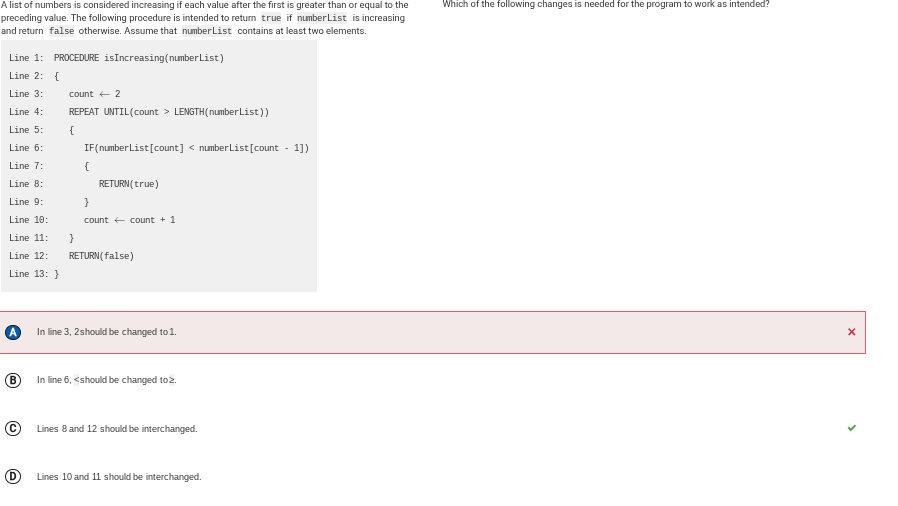 A list of numbers is considered increasing if each value after the first is greater than or equal to the
preceding value. The following procedure is intended to return true if numberList is increasing
and return false otherwise. Assume that numberList contains at least two elements.
Line 1: PROCEDURE isIncreasing(numberList)
Line 2: {
Line 3: count ← 2
Line 4: REPEAT UNTIL(count > LENGTH(numberList))
Line 5: {
Line 6: IF(numberList[count] < numberList[count - 1])
Line 7: {
Line 8: RETURN(true)
Line 9: }
Line 10: count ← count + 1
Line 11: }
Line 12: RETURN(false)
Line 13: }
Which of the following changes is needed for the program to work as intended?
A In line 3, 2 should be changed to 1.
B In line 6, < should be changed to ≥.
C Lines 8 and 12 should be interchanged.
D Lines 10 and 11 should be interchanged.